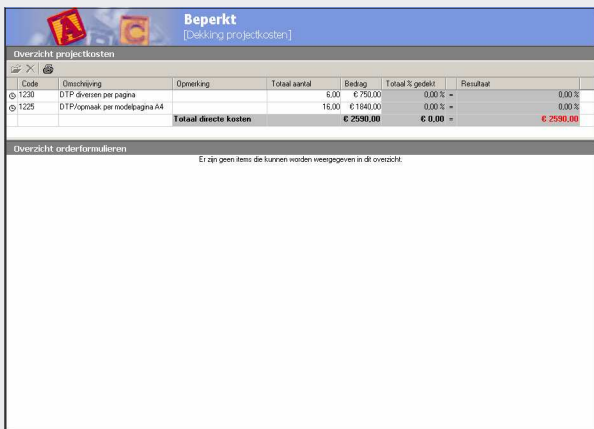 A C
Beperkt
[Dekking projectkosten]
Overzicht projectkosten
Code Omschrijving Opmerking Totaal aantal Bedrag Totaal % gedekt Resultaat
1230 DTP diversen per pagina 6,00 € 750,00 0,00 % = 0,00 %
1225 DTP/opmaak per modelpagina A4 16,00 € 1840,00 0,00 % = 0,00 %
Totaal directe kosten € 2590,00 € 0,00 = € 2590,00
Overzicht orderformulieren
Er zijn geen items die kunnen worden weergegeven in dit overzicht.